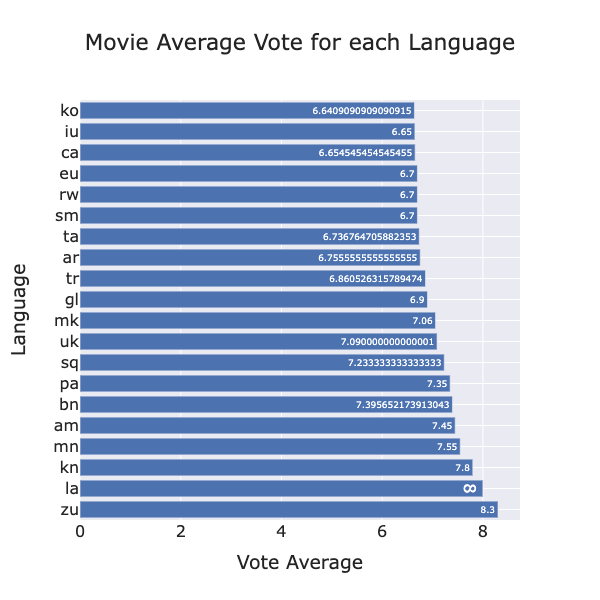 Movie Average Vote for each Language
Language
ko 6.6409090909090915
iu 6.65
ca 6.654545454545455
eu 6.7
rw 6.7
sm 6.7
ta 6.736764705882353
ar 6.7555555555555555
tr 6.860526315789474
gl 6.9
mk 7.06
uk 7.090000000000001
sq 7.233333333333333
pa 7.35
bn 7.395652173913043
am 7.45
mn 7.55
kn 7.8
la 8
zu 8.3
0 2 4 6 8
Vote Average